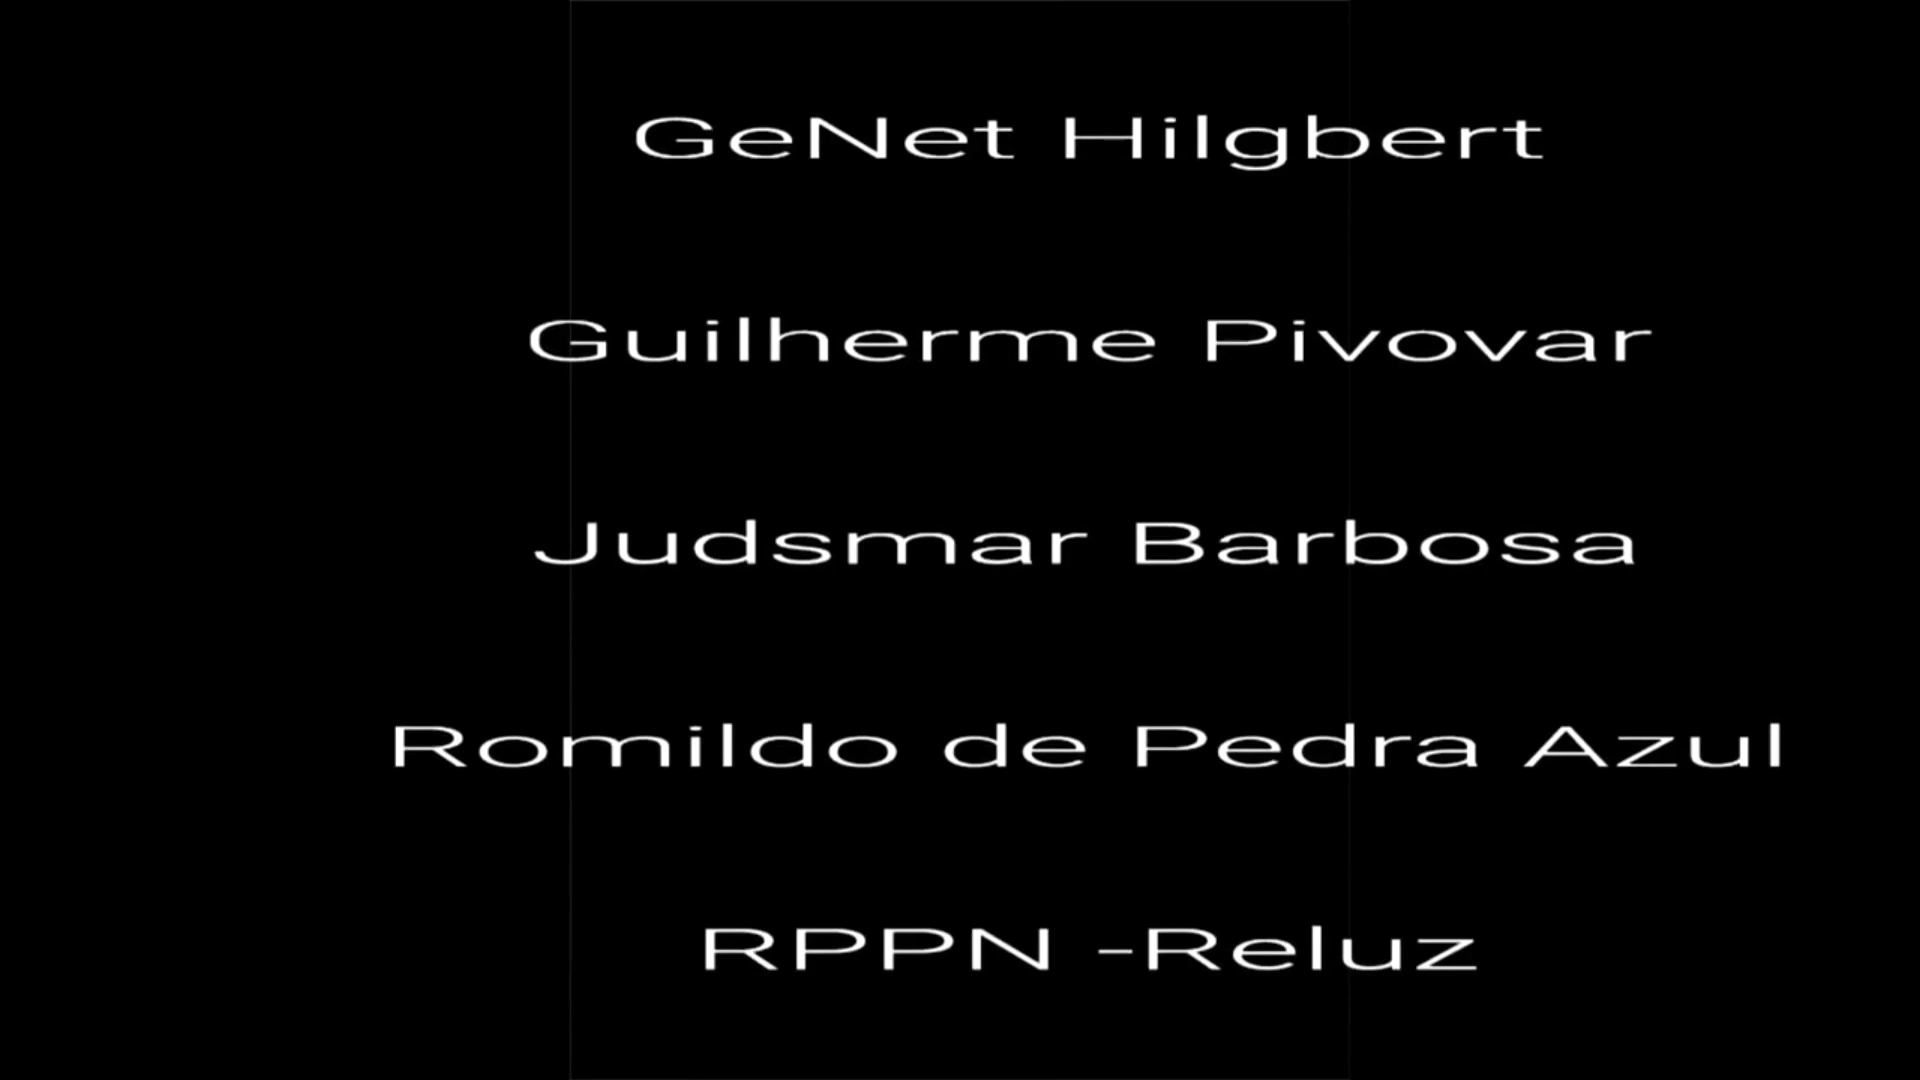 GeNet Hilgbert
Guilherme Pivovar
Judsmar Barbosa
Romildo de Pedra Azul
RPPN -Reluz